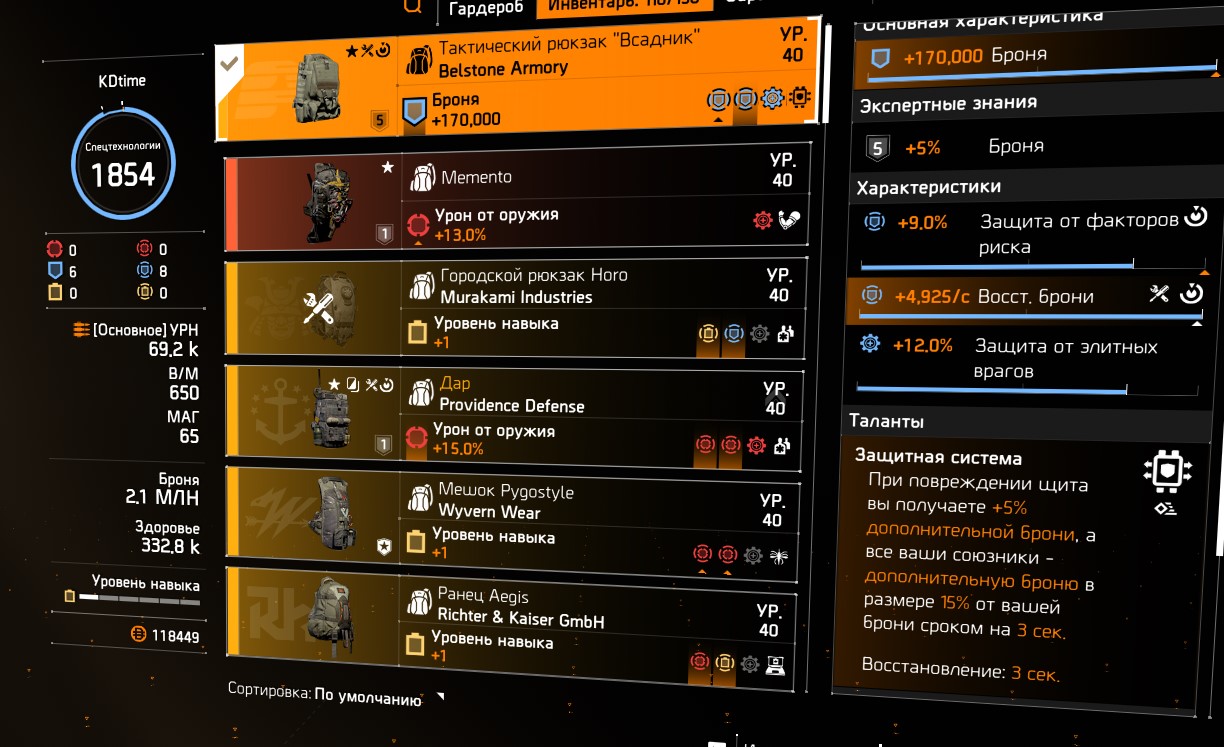 Гардероб
KDtime
Спецтехнологии
1854
0 0
6 8
0 0
[Основное] УРН
69,2 k
В/М
650
МАГ
65
Броня
2.1 МЛН
Здоровье
332,8 k
Уровень навыка
118449
Тактический рюкзак "Всадник"
Belstone Armory
УР.
40
Броня
+170,000
5
Memento
УР.
40
Урон от оружия
+13.0%
1
Городской рюкзак Horo
Murakami Industries
УР.
40
Уровень навыка
+1
Дар
Providence Defense
УР.
40
Урон от оружия
+15.0%
1
Мешок Pygostyle
Wyvern Wear
УР.
40
Уровень навыка
+1
Ранец Aegis
Richter & Kaiser GmbH
УР.
40
Уровень навыка
+1
Сортировка: По умолчанию
Основная характеристика
+170,000 Броня
Экспертные знания
5 +5% Броня
Характеристики
+9.0% Защита от факторов
риска
+4,925/с Восст. брони
+12.0% Защита от элитных
врагов
Таланты
Защитная система
При повреждении щита
вы получаете +5%
дополнительной брони, а
все ваши союзники -
дополнительную броню в
размере 15% от вашей
брони сроком на 3 сек.
Восстановление: 3 сек.